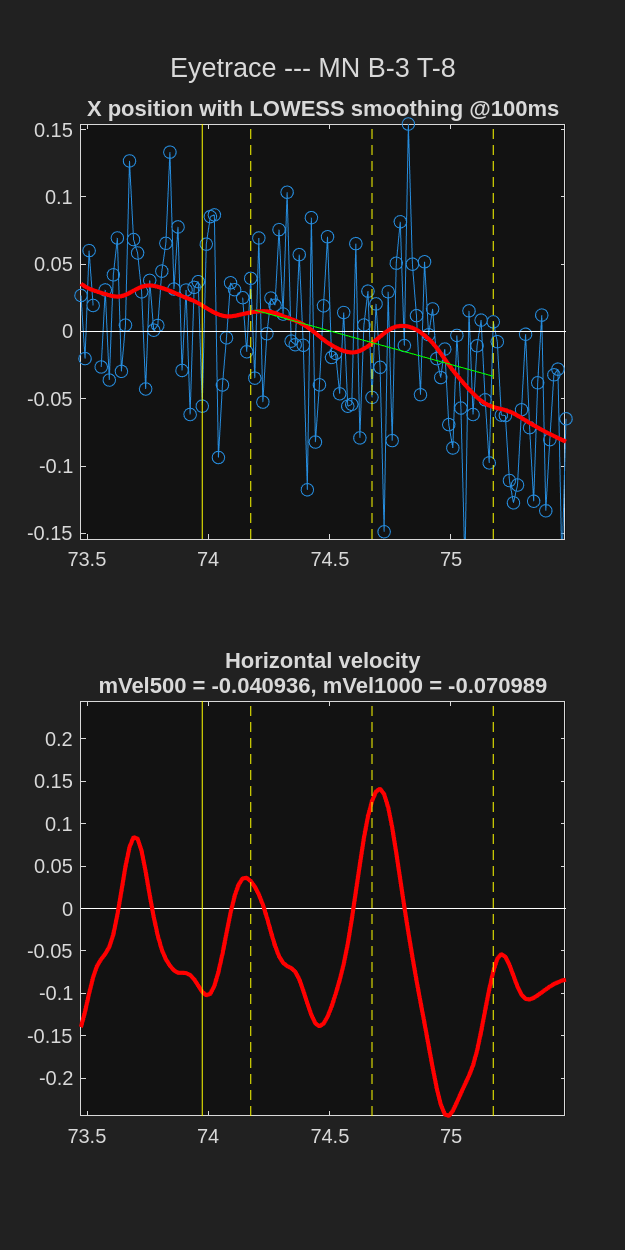 Eyetrace --- MN B-3 T-8
X position with LOWESS smoothing @100ms
0.15
0.1
0.05
0
-0.05
-0.1
-0.15
73.5 74 74.5 75
Horizontal velocity
mVel500 = -0.040936, mVel1000 = -0.070989
0.2
0.15
0.1
0.05
0
-0.05
-0.1
-0.15
-0.2
73.5 74 74.5 75